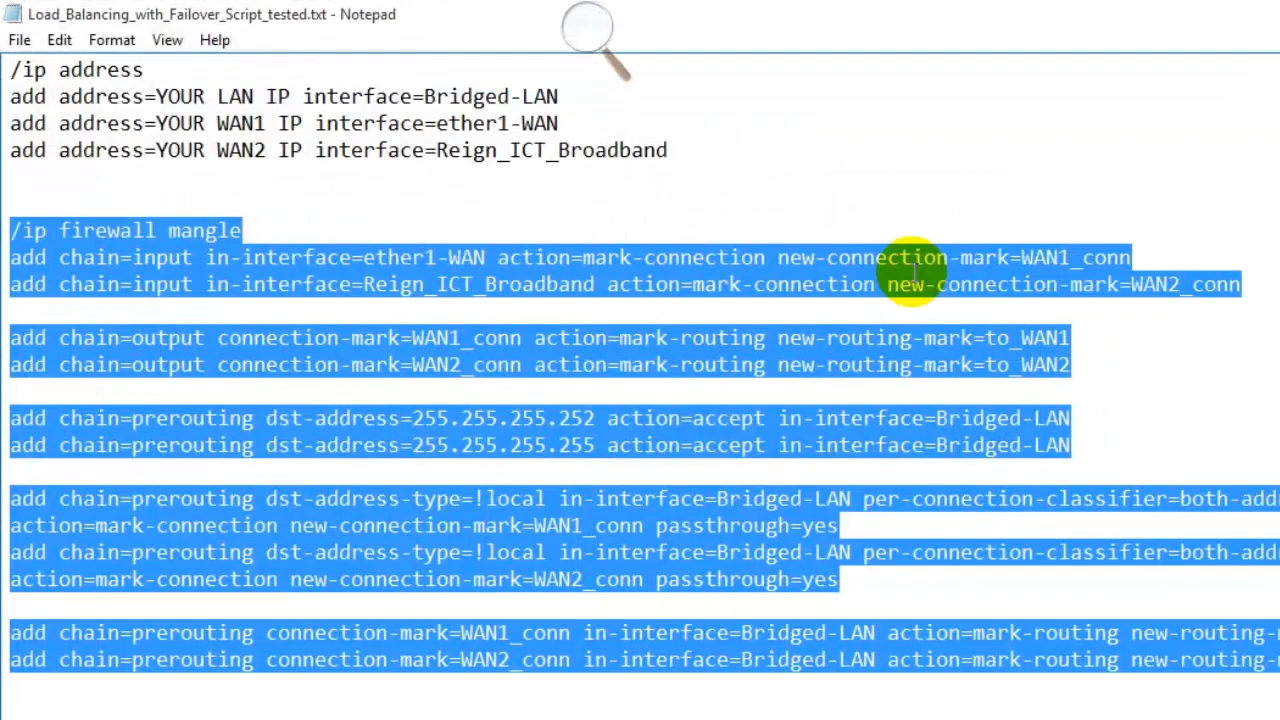 Load_Balancing_with_Failover_Script_tested.txt - Notepad
File Edit Format View Help
/ip address
add address=YOUR LAN IP interface=Bridged-LAN
add address=YOUR WAN1 IP interface=ether1-WAN
add address=YOUR WAN2 IP interface=Reign_ICT_Broadband
/ip firewall mangle
add chain=input in-interface=ether1-WAN action=mark-connection new-connection-mark=WAN1_conn
add chain=input in-interface=Reign_ICT_Broadband action=mark-connection new-connection-mark=WAN2_conn
add chain=output connection-mark=WAN1_conn action=mark-routing new-routing-mark=to_WAN1
add chain=output connection-mark=WAN2_conn action=mark-routing new-routing-mark=to_WAN2
add chain=prerouting dst-address=255.255.255.252 action=accept in-interface=Bridged-LAN
add chain=prerouting dst-address=255.255.255.255 action=accept in-interface=Bridged-LAN
add chain=prerouting dst-address-type=!local in-interface=Bridged-LAN per-connection-classifier=both-add
action=mark-connection new-connection-mark=WAN1_conn passthrough=yes
add chain=prerouting dst-address-type=!local in-interface=Bridged-LAN per-connection-classifier=both-add
action=mark-connection new-connection-mark=WAN2_conn passthrough=yes
add chain=prerouting connection-mark=WAN1_conn in-interface=Bridged-LAN action=mark-routing new-routing-
add chain=prerouting connection-mark=WAN2_conn in-interface=Bridged-LAN action=mark-routing new-routing-